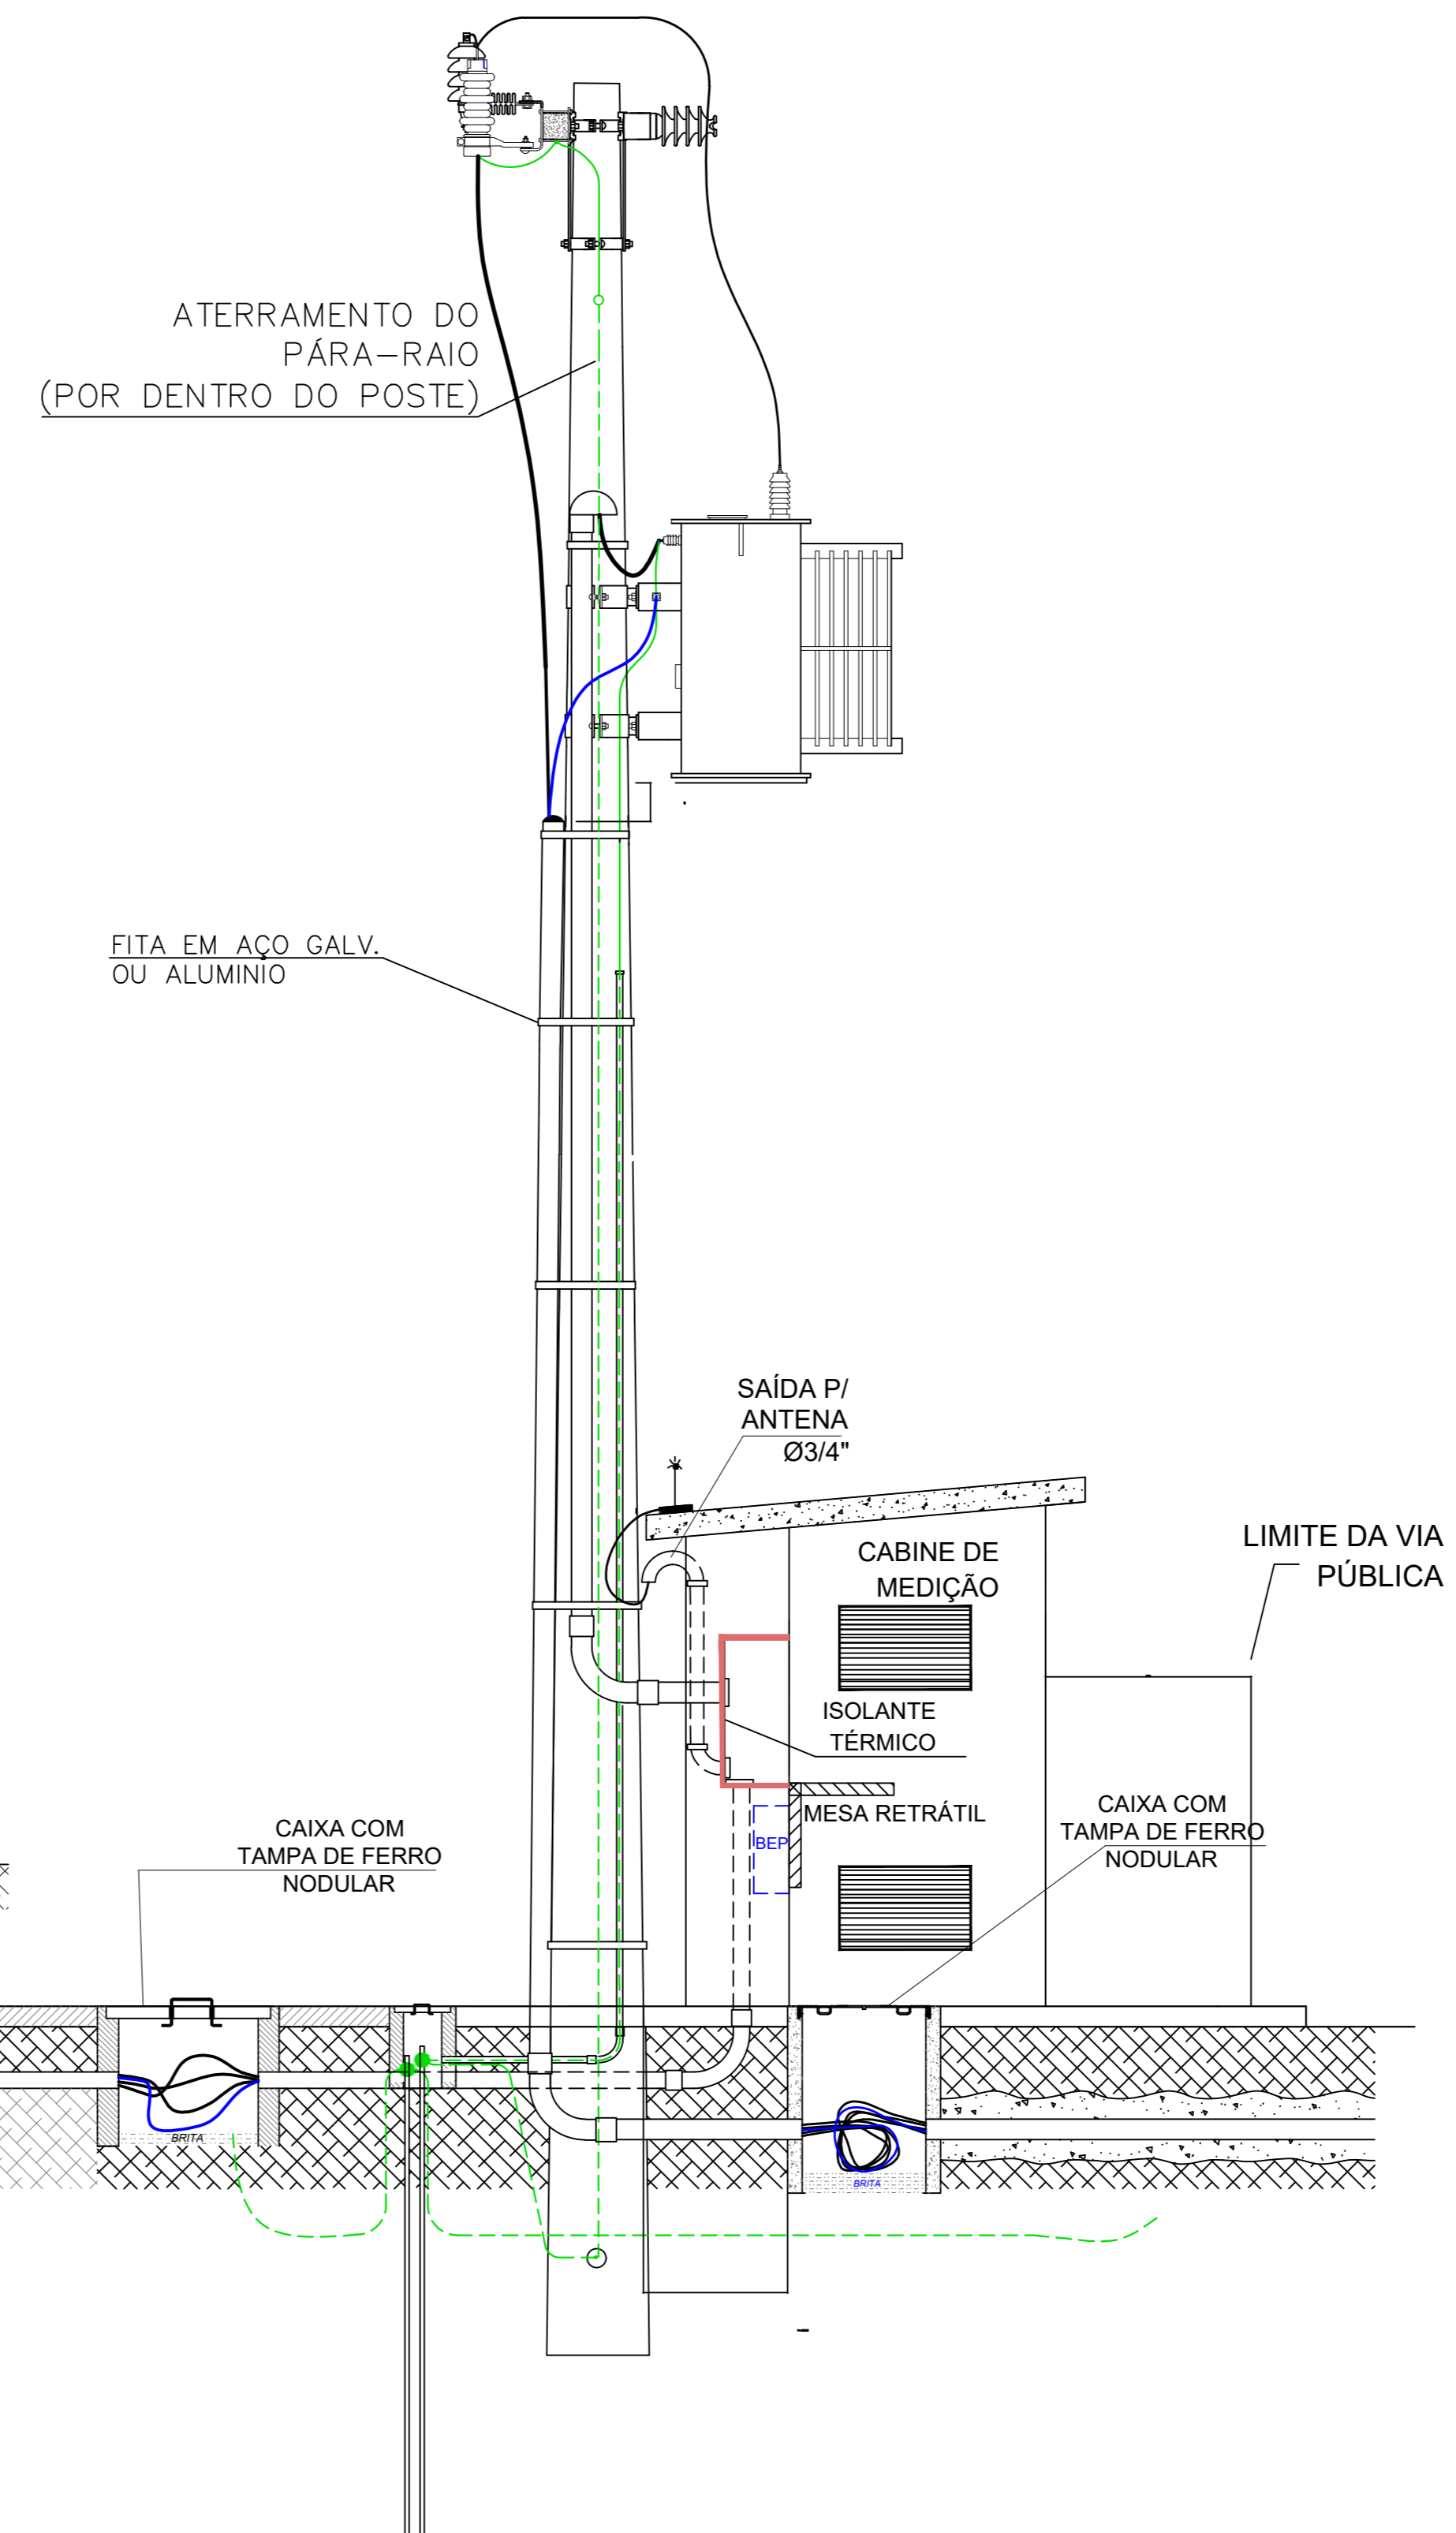 ATERRAMENTO DO
PÁRA-RAIO
(POR DENTRO DO POSTE)
FITA EM AÇO GALV.
OU ALUMINIO
SAÍDA P/
ANTENA
Ø3/4"
CABINE DE
MEDIÇÃO
LIMITE DA VIA
PÚBLICA
ISOLANTE
TÉRMICO
MESA RETRÁTIL
BEP
CAIXA COM
TAMPA DE FERRO
NODULAR
CAIXA COM
TAMPA DE FERRO
NODULAR
BRITA
BRITA